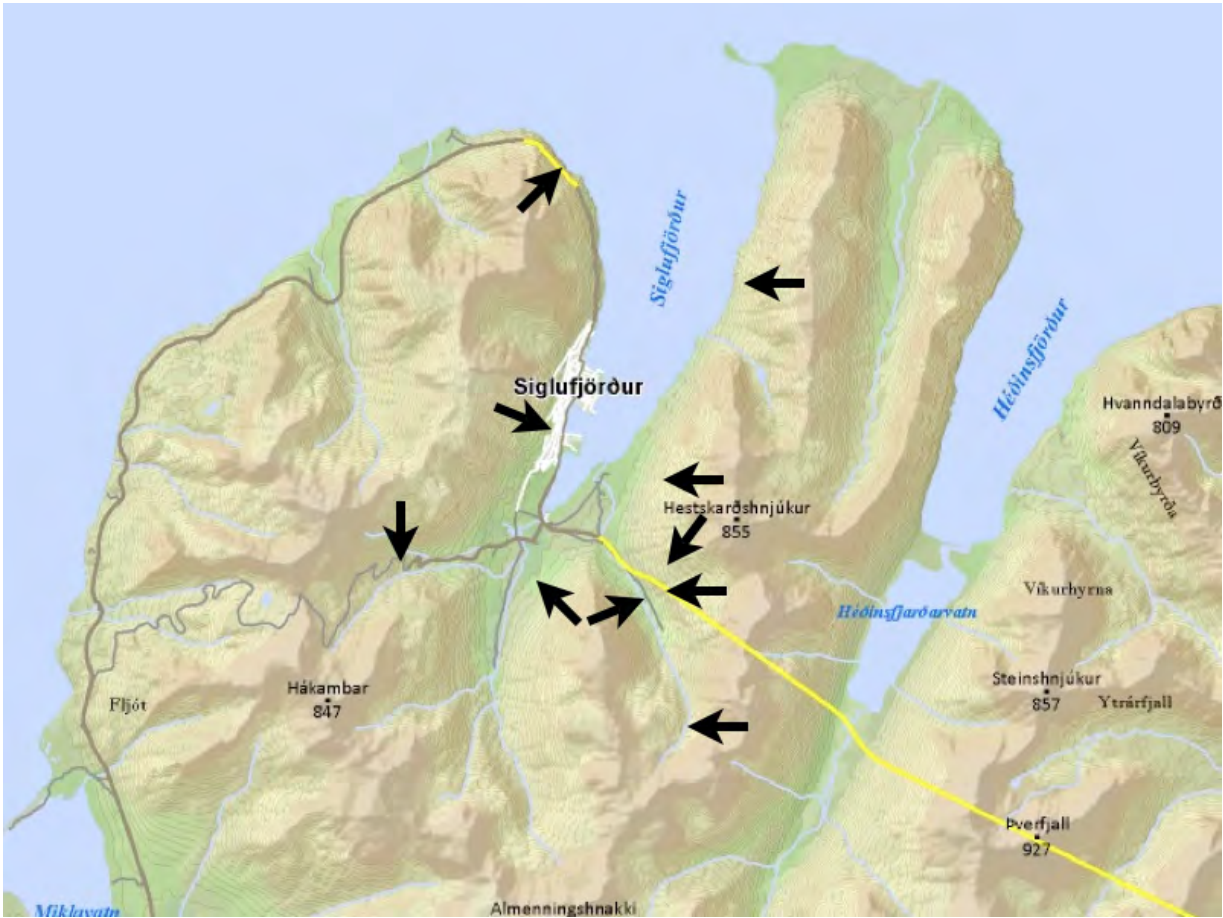 Siglufjörður
Siglufjörður
Héðinsfjörður
Hvanndalabyrð
809
Víkurbyrða
Hestskarðshnjúkur
855
Víkurbyrna
Héðinsfjarðarvatn
Steinshnjúkur
857
Ytrárfjall
Hákambar
847
Fljót
Þverfjall
927
Almenningshnakki
Miklavatn